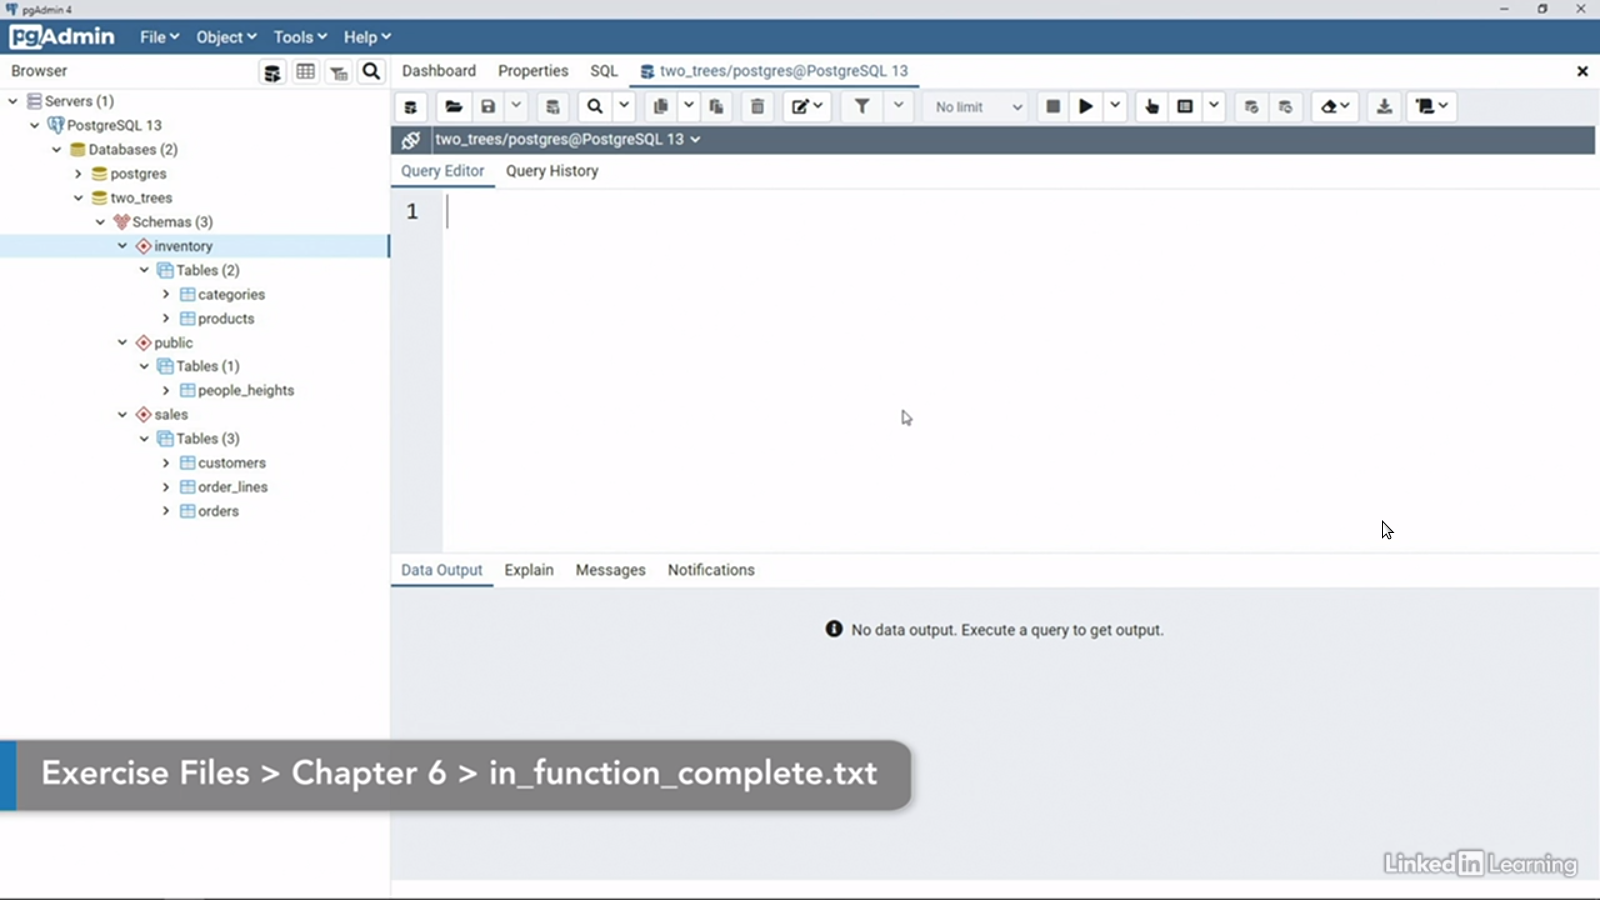 pgAdmin 4
pgAdmin File Object Tools Help
Browser
Dashboard Properties SQL two_trees/postgres@PostgreSQL 13
Servers (1)
PostgreSQL 13
Databases (2)
postgres
two_trees
Schemas (3)
inventory
Tables (2)
categories
products
public
Tables (1)
people_heights
sales
Tables (3)
customers
order_lines
orders
No limit
two_trees/postgres@PostgreSQL 13
Query Editor Query History
1
Data Output Explain Messages Notifications
No data output. Execute a query to get output.
Exercise Files > Chapter 6 > in_function_complete.txt
Linked in Learning